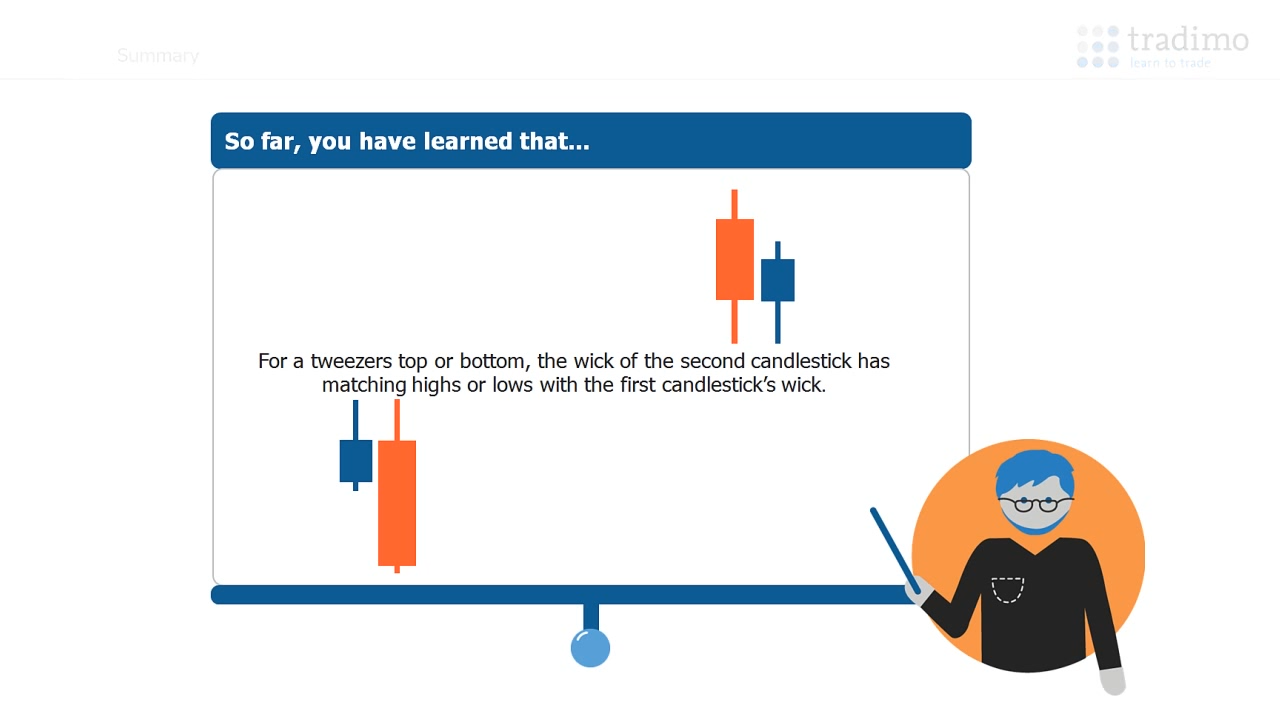 Summary
tradimo
learn to trade
So far, you have learned that...
For a tweezers top or bottom, the wick of the second candlestick has
matching highs or lows with the first candlestick’s wick.